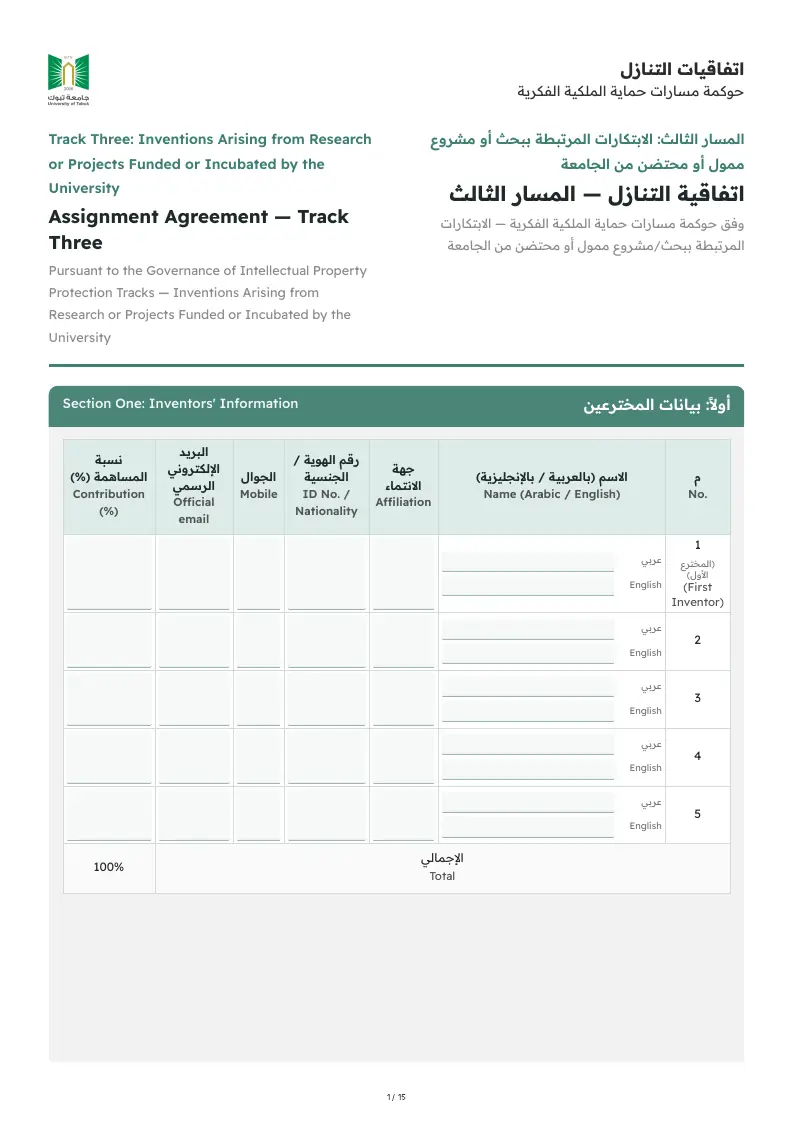 اتفاقيات التنازل
حوكمة مسارات حماية الملكية الفكرية
جامعة تبوك
University of Tabuk
المسار الثالث: الابتكارات المرتبطة ببحث أو مشروع
ممول أو محتضن من الجامعة
اتفاقية التنازل — المسار الثالث
وفق حوكمة مسارات حماية الملكية الفكرية — الابتكارات
المرتبطة ببحث/مشروع ممول أو محتضن من الجامعة
Track Three: Inventions Arising from Research
or Projects Funded or Incubated by the
University
Assignment Agreement — Track
Three
Pursuant to the Governance of Intellectual Property
Protection Tracks — Inventions Arising from
Research or Projects Funded or Incubated by the
University
أولاً: بيانات المخترعين
Section One: Inventors' Information
م
No.
الاسم (بالعربية / بالإنجليزية)
Name (Arabic / English)
جهة
الانتماء
Affiliation
رقم الهوية /
الجنسية
ID No. /
Nationality
الجوال
Mobile
البريد
الإلكتروني
الرسمي
Official
email
نسبة
المساهمة (%)
Contribution
(%)
1
(المخترع
الأول)
(First
Inventor)
عربي
English
2
عربي
English
3
عربي
English
4
عربي
English
5
عربي
English
الإجمالي
Total
100%
1 / 15